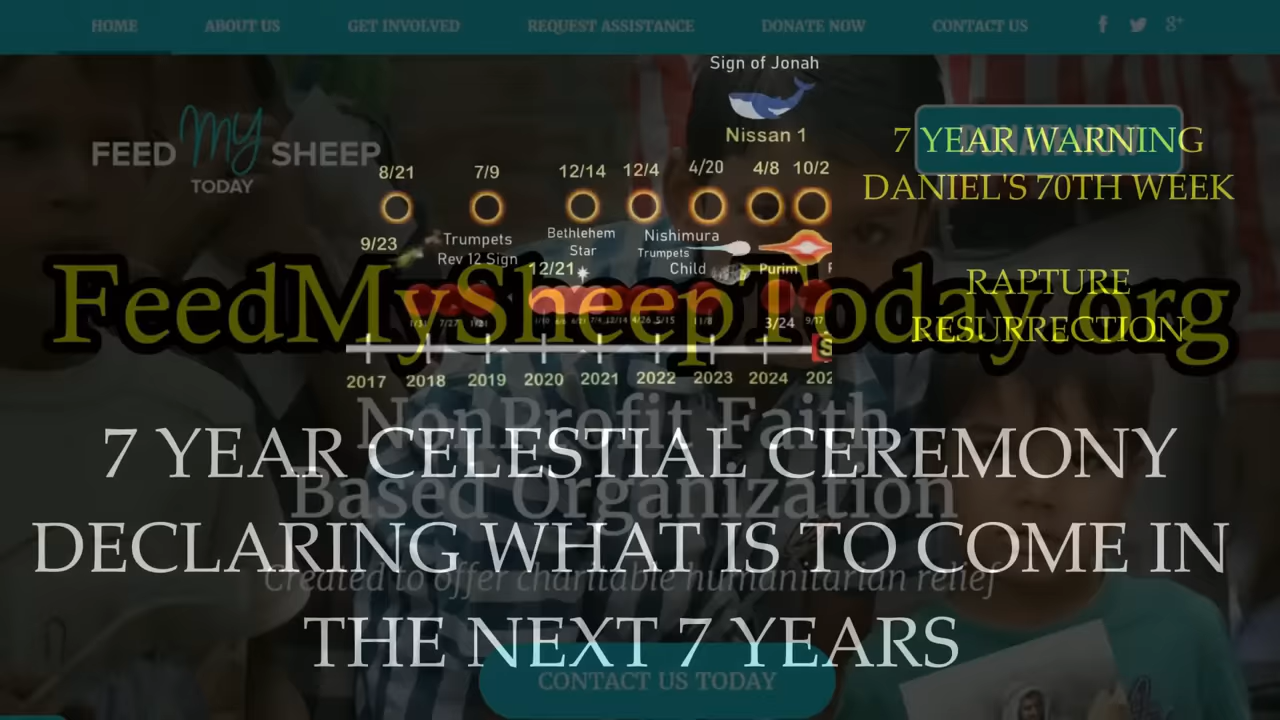 HOME ABOUT US GET INVOLVED REQUEST ASSISTANCE DONATE NOW CONTACT US
FEED My SHEEP
TODAY
Sign of Jonah
Nissan 1
8/21 7/9 12/14 12/4 4/20 4/8 10/2
9/23
Trumpets
Rev 12 Sign
Bethlehem
Star
12/21
Nishimura
Trumpets
Child
Purim
3/24 9/17
2017 2018 2019 2020 2021 2022 2023 2024 202
7 YEAR WARNING
DANIEL'S 70TH WEEK
RAPTURE
RESURRECTION
FeedMySheepToday.org
NonProfit Faith
Based Organization
Created to offer charitable humanitarian relief
7 YEAR CELESTIAL CEREMONY
DECLARING WHAT IS TO COME IN
THE NEXT 7 YEARS
CONTACT US TODAY